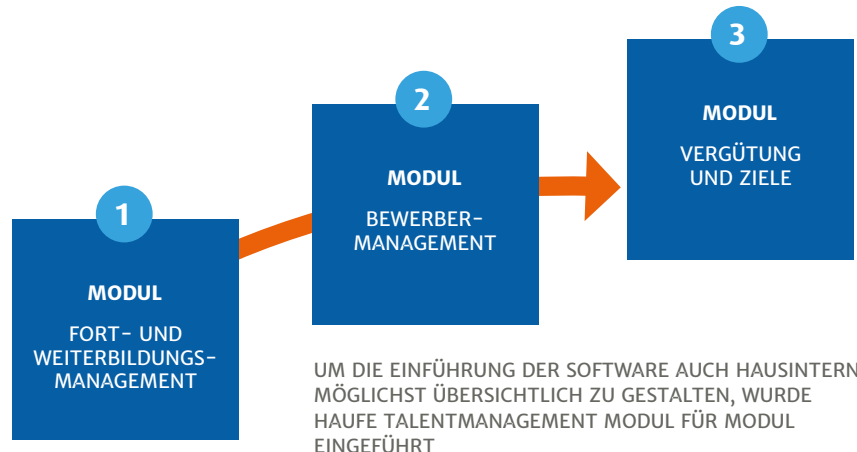 1
MODUL
FORT- UND
WEITERBILDUNGS-
MANAGEMENT
2
MODUL
BEWERBER-
MANAGEMENT
3
MODUL
VERGÜTUNG
UND ZIELE
UM DIE EINFÜHRUNG DER SOFTWARE AUCH HAUSINTERN
MÖGLICHST ÜBERSICHTLICH ZU GESTALTEN, WURDE
HAUFE TALENTMANAGEMENT MODUL FÜR MODUL
EINGEFÜHRT